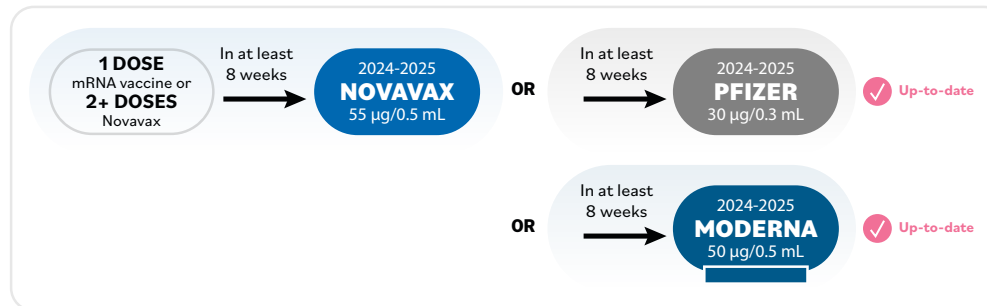 1 DOSE
mRNA vaccine or
2+ DOSES
Novavax
In at least
8 weeks
2024-2025
NOVAVAX
55 µg/0.5 mL
OR
In at least
8 weeks
2024-2025
PFIZER
30 µg/0.3 mL
Up-to-date
OR
In at least
8 weeks
2024-2025
MODERNA
50 µg/0.5 mL
Up-to-date